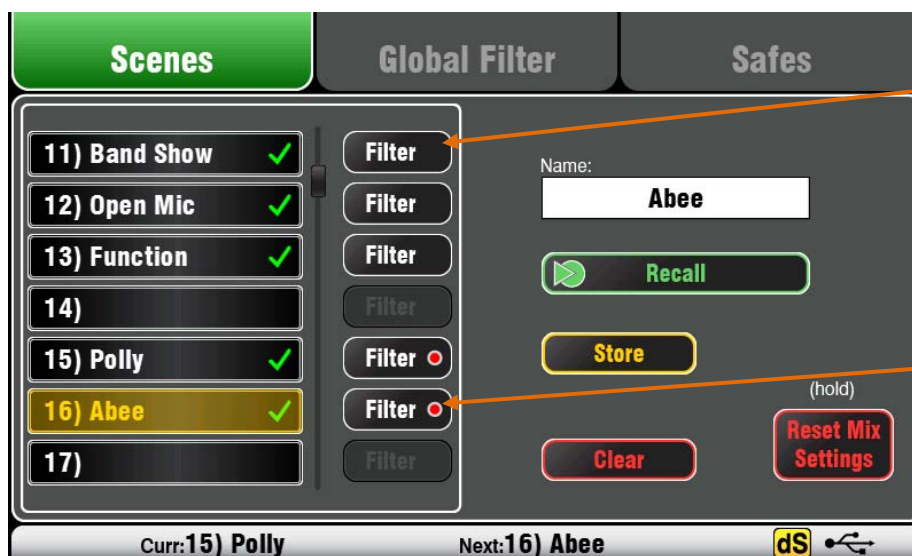 Scenes
Global Filter
Safes
11) Band Show
Filter
12) Open Mic
Filter
13) Function
Filter
14)
Filter
15) Polly
Filter
16) Abee
Filter
17)
Filter
Name:
Abee
Recall
Store
(hold)
Clear
Reset Mix
Settings
Curr:15) Polly
Next:16) Abee
dS